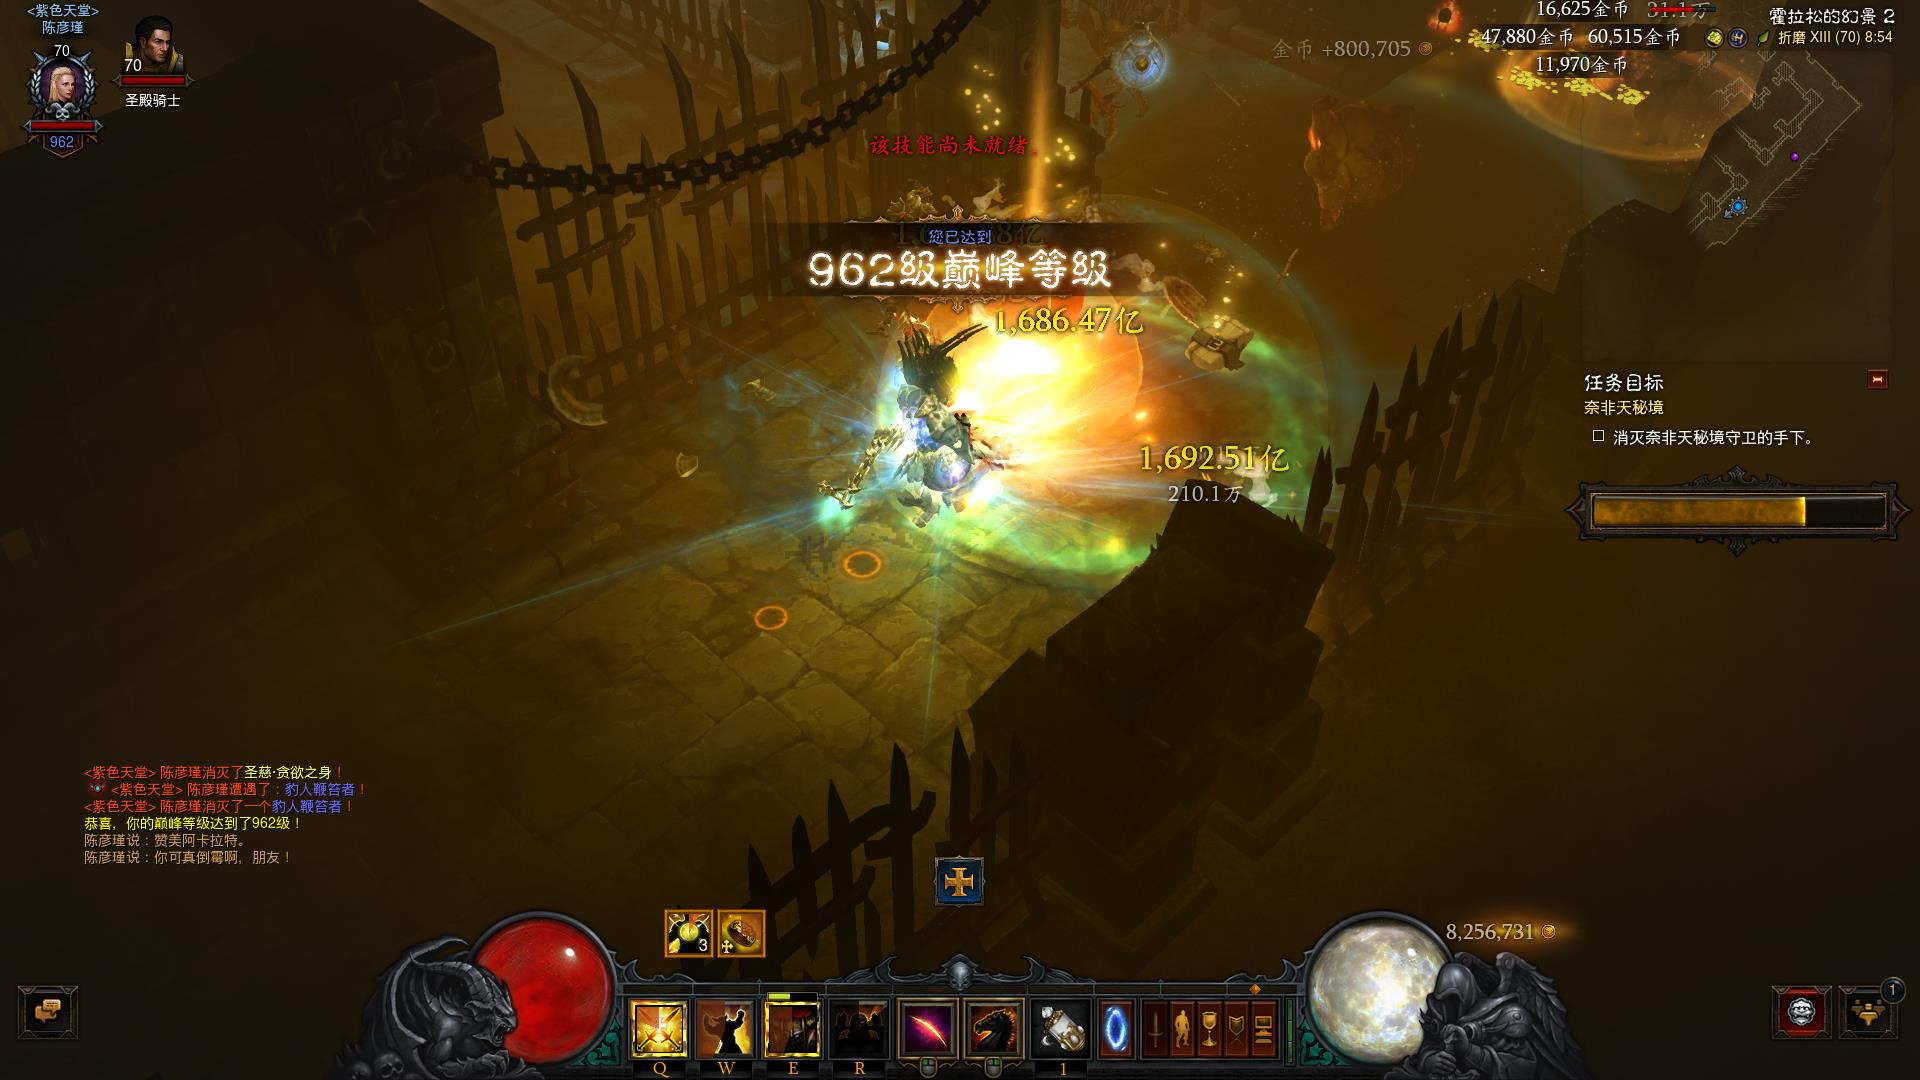 <紫色天堂>
陈彦瑾
70
70
圣殿骑士
962
16,625金币
31.1万
霍拉松的幻景 2
47,880金币 60,515金币
折磨 XIII (70) 8:54
金币 +800,705
11,970金币
该技能尚未就绪。
您已达到
962级巅峰等级
1,686.47亿
1,692.51亿
210.1万
任务目标
奈非天秘境
消灭奈非天秘境守卫的手下。
<紫色天堂> 陈彦瑾消灭了圣慈·贪欲之身！
<紫色天堂> 陈彦瑾遭遇了：豹人鞭笞者！
<紫色天堂> 陈彦瑾消灭了一个豹人鞭笞者！
恭喜，你的巅峰等级达到了962级！
陈彦瑾说：赞美阿卡拉特。
陈彦瑾说：你可真倒霉啊，朋友！
3
8,256,731
1
Q W E R 1